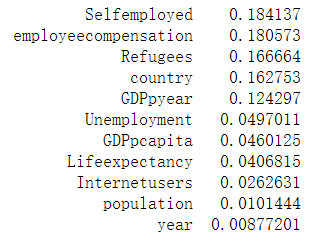 Selfemployed 0.184137
employeecompensation 0.180573
Refugees 0.166664
country 0.162753
GDPpyear 0.124297
Unemployment 0.0497011
GDPpcapita 0.0460125
Lifeexpectancy 0.0406815
Internetusers 0.0262631
population 0.0101444
year 0.00877201